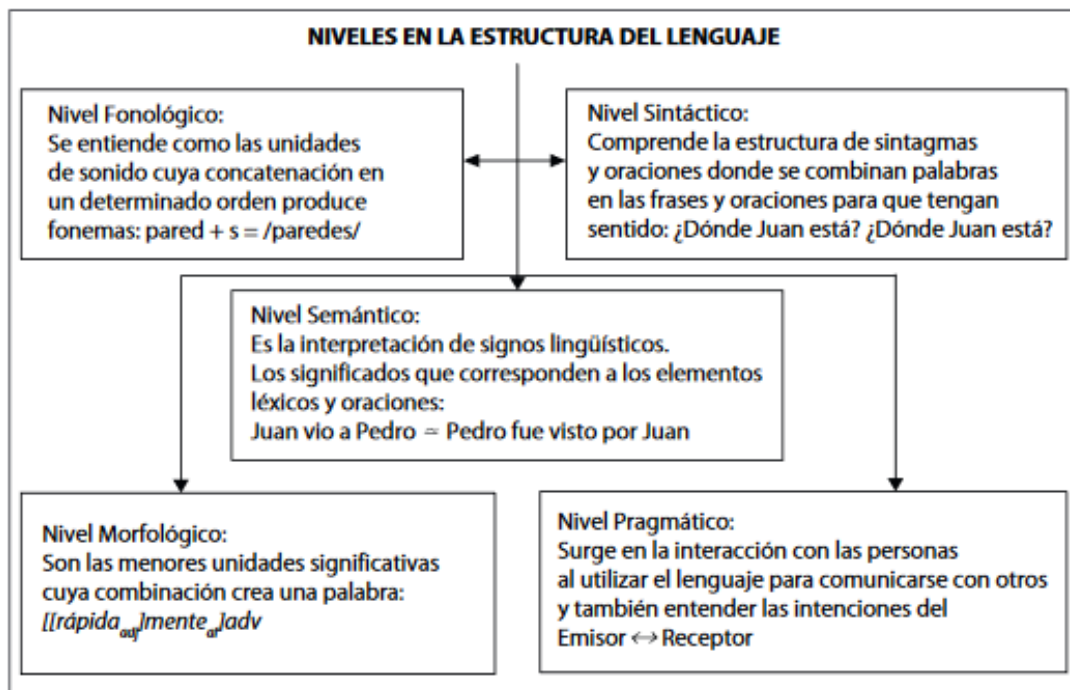 NIVELES EN LA ESTRUCTURA DEL LENGUAJE
Nivel Fonológico:
Se entiende como las unidades
de sonido cuya concatenación en
un determinado orden produce
fonemas: pared + s = /paredes/
Nivel Sintáctico:
Comprende la estructura de sintagmas
y oraciones donde se combinan palabras
en las frases y oraciones para que tengan
sentido: ¿Dónde Juan está? ¿Dónde Juan está?
Nivel Semántico:
Es la interpretación de signos lingüísticos.
Los significados que corresponden a los elementos
léxicos y oraciones:
Juan vio a Pedro ≃ Pedro fue visto por Juan
Nivel Morfológico:
Son las menores unidades significativas
cuya combinación crea una palabra:
[[rápida adj]mente af]adv
Nivel Pragmático:
Surge en la interacción con las personas
al utilizar el lenguaje para comunicarse con otros
y también entender las intenciones del
Emisor ↔ Receptor